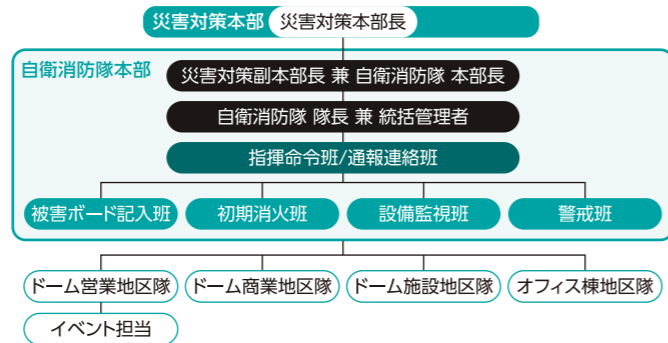 災害対策本部 災害対策本部長
自衛消防隊本部
災害対策副本部長 兼 自衛消防隊 本部長
自衛消防隊 隊長 兼 統括管理者
指揮命令班/通報連絡班
被害ボード記入班 初期消火班 設備監視班 警戒班
ドーム営業地区隊 ドーム商業地区隊 ドーム施設地区隊 オフィス棟地区隊
イベント担当